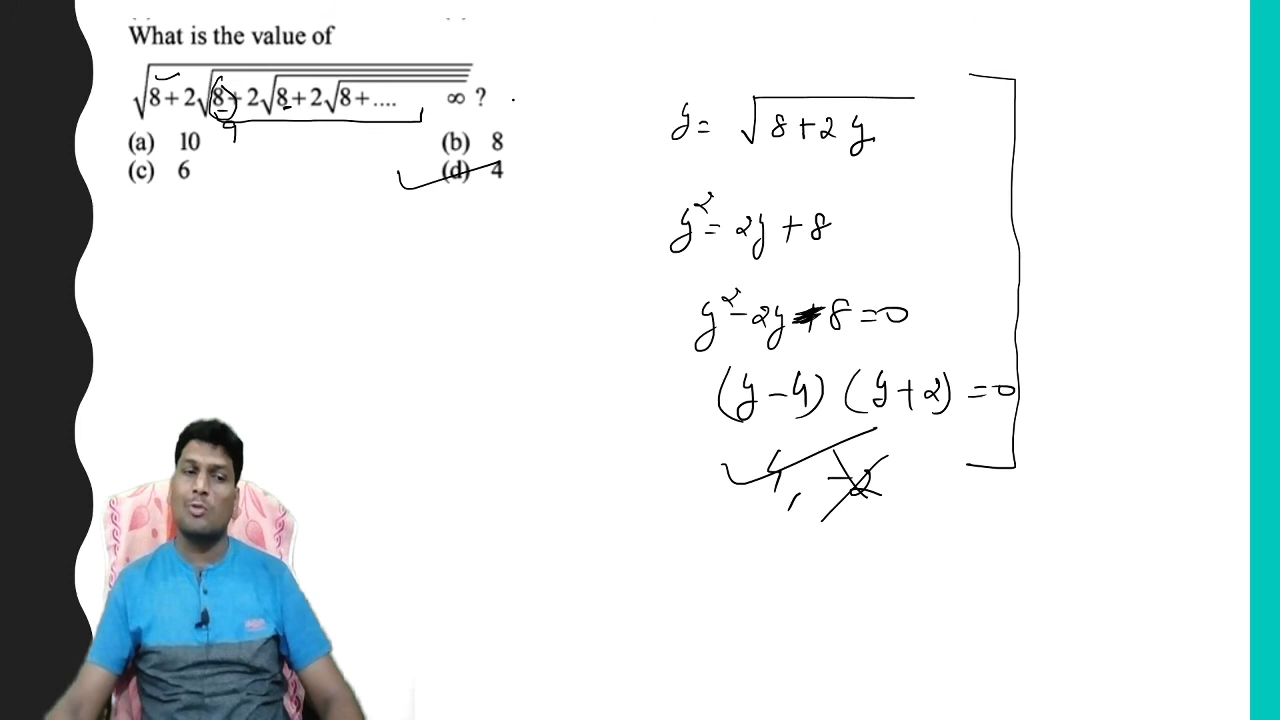 What is the value of
√8+2√8+2√8+2√8+.... ∞ ?
y
(a) 10 (b) 8
(c) 6 (d) 4
y = √8+2y
y² = 2y + 8
y² - 2y - 8 = 0
(y-4) (y+2) = 0
4, -2